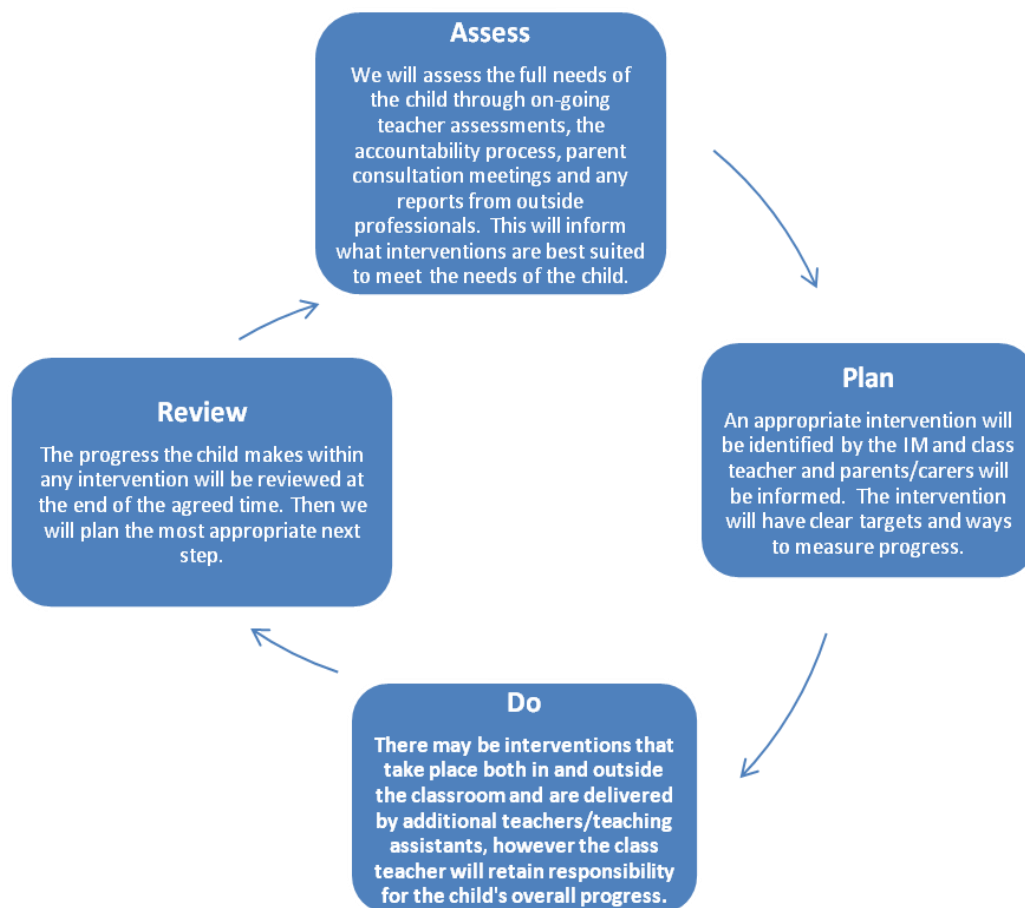 Assess
We will assess the full needs of
the child through on-going
teacher assessments, the
accountability process, parent
consultation meetings and any
reports from outside
professionals.  This will inform
what interventions are best suited
to meet the needs of the child.
Plan
An appropriate intervention will
be identified by the IM and class
teacher and parents/carers will
be informed.  The intervention
will have clear targets and ways
to measure progress.
Do
There may be interventions that
take place both in and outside
the classroom and are delivered
by additional teachers/teaching
assistants, however the class
teacher will retain responsibility
for the child's overall progress.
Review
The progress the child makes within
any intervention will be reviewed at
the end of the agreed time. Then we
will plan the most appropriate next
step.